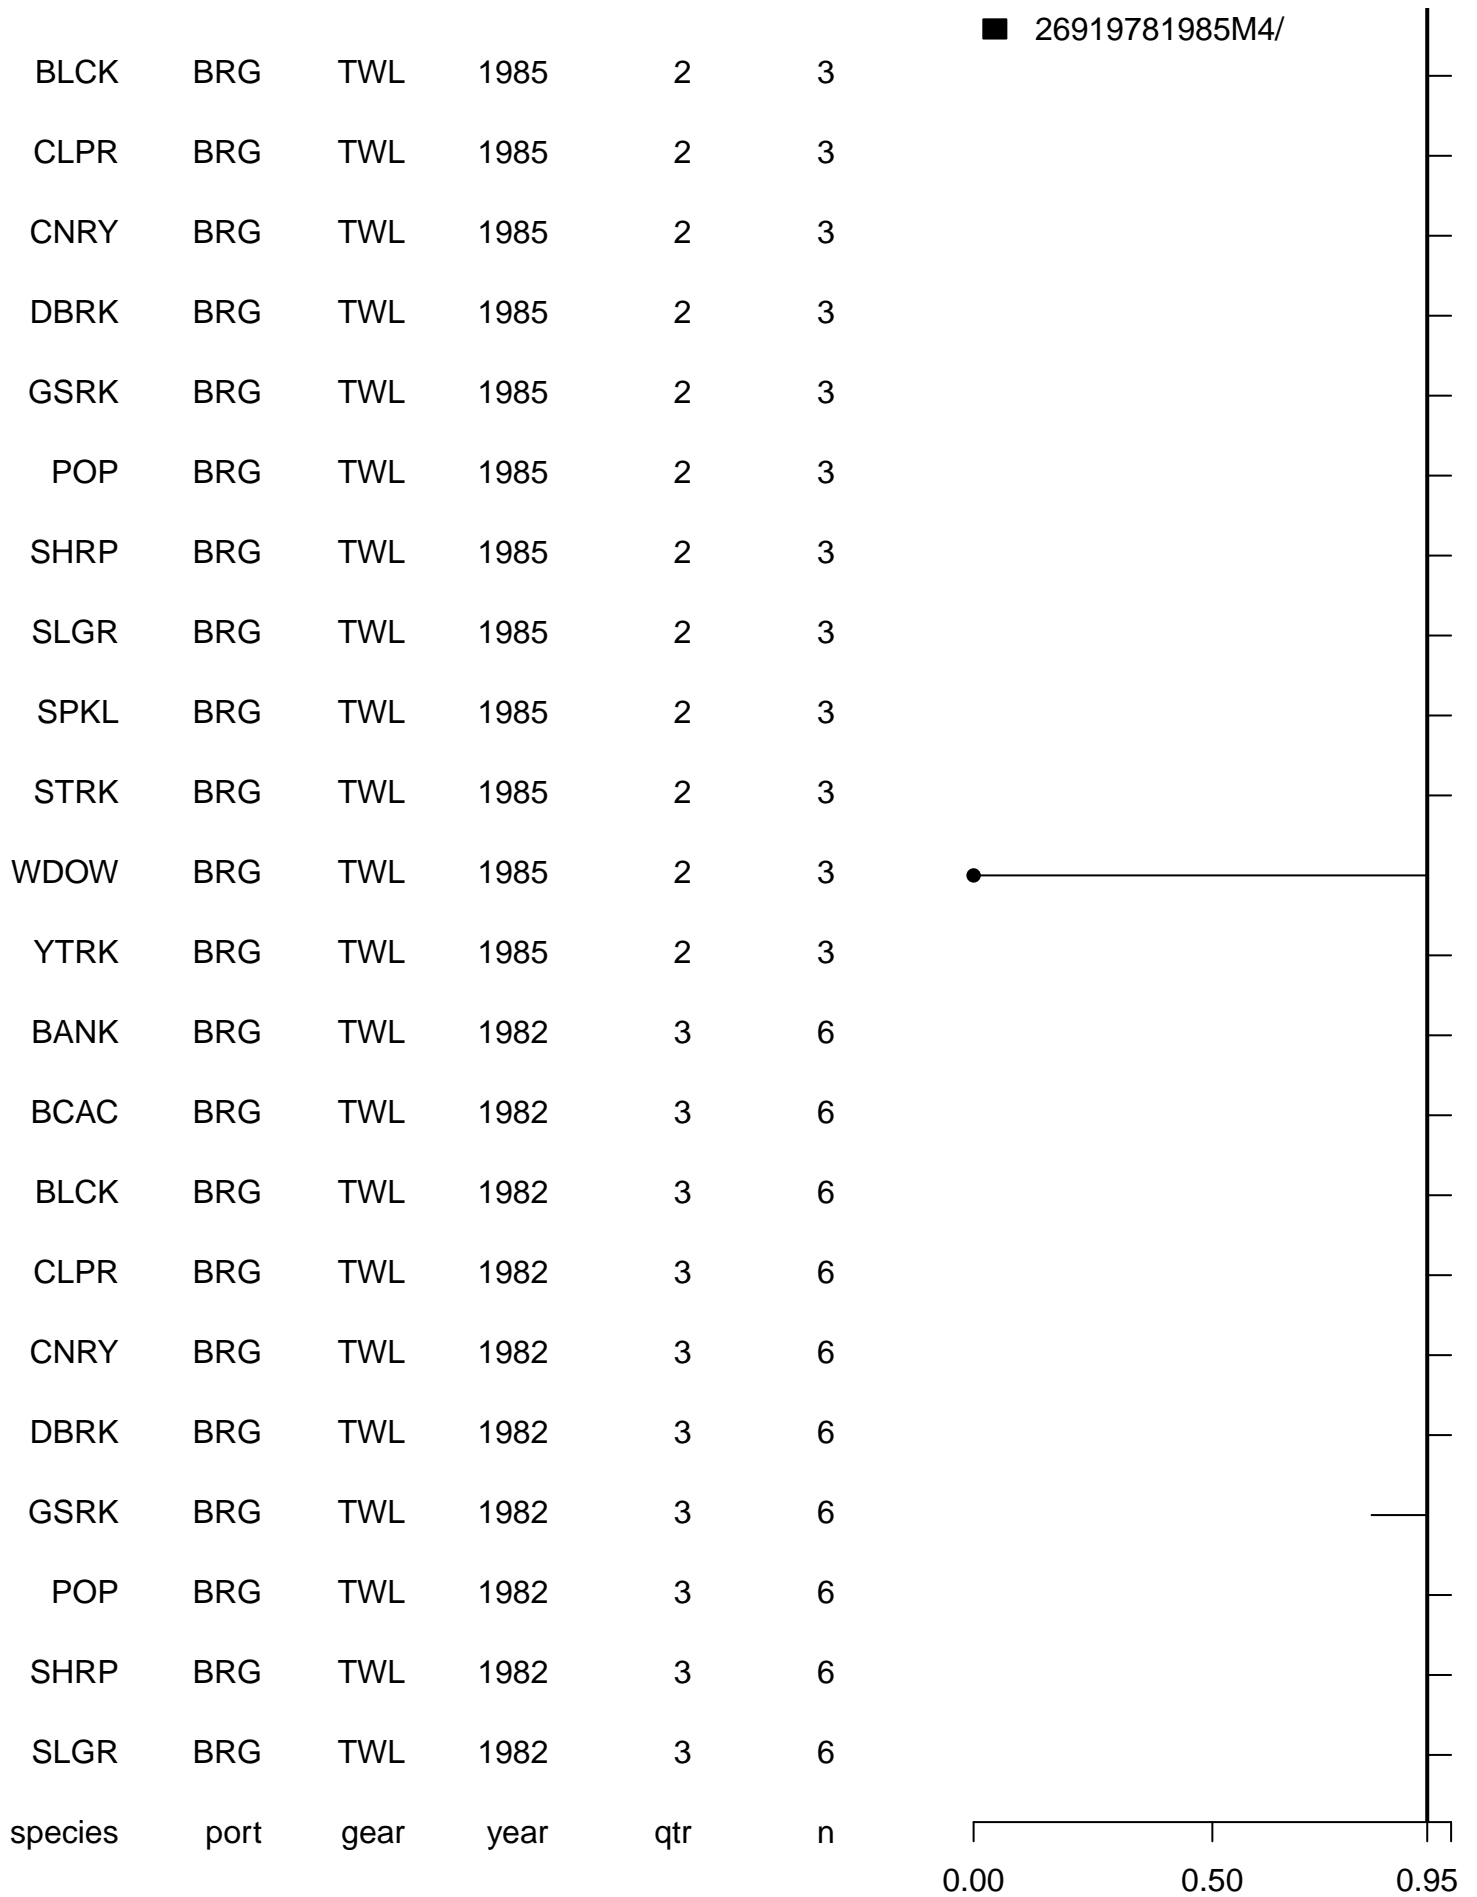 26919781985M4/
BLCK BRG TWL 1985 2 3
CLPR BRG TWL 1985 2 3
CNRY BRG TWL 1985 2 3
DBRK BRG TWL 1985 2 3
GSRK BRG TWL 1985 2 3
POP BRG TWL 1985 2 3
SHRP BRG TWL 1985 2 3
SLGR BRG TWL 1985 2 3
SPKL BRG TWL 1985 2 3
STRK BRG TWL 1985 2 3
WDOW BRG TWL 1985 2 3
YTRK BRG TWL 1985 2 3
BANK BRG TWL 1982 3 6
BCAC BRG TWL 1982 3 6
BLCK BRG TWL 1982 3 6
CLPR BRG TWL 1982 3 6
CNRY BRG TWL 1982 3 6
DBRK BRG TWL 1982 3 6
GSRK BRG TWL 1982 3 6
POP BRG TWL 1982 3 6
SHRP BRG TWL 1982 3 6
SLGR BRG TWL 1982 3 6
species port gear year qtr n
0.00 0.50 0.95